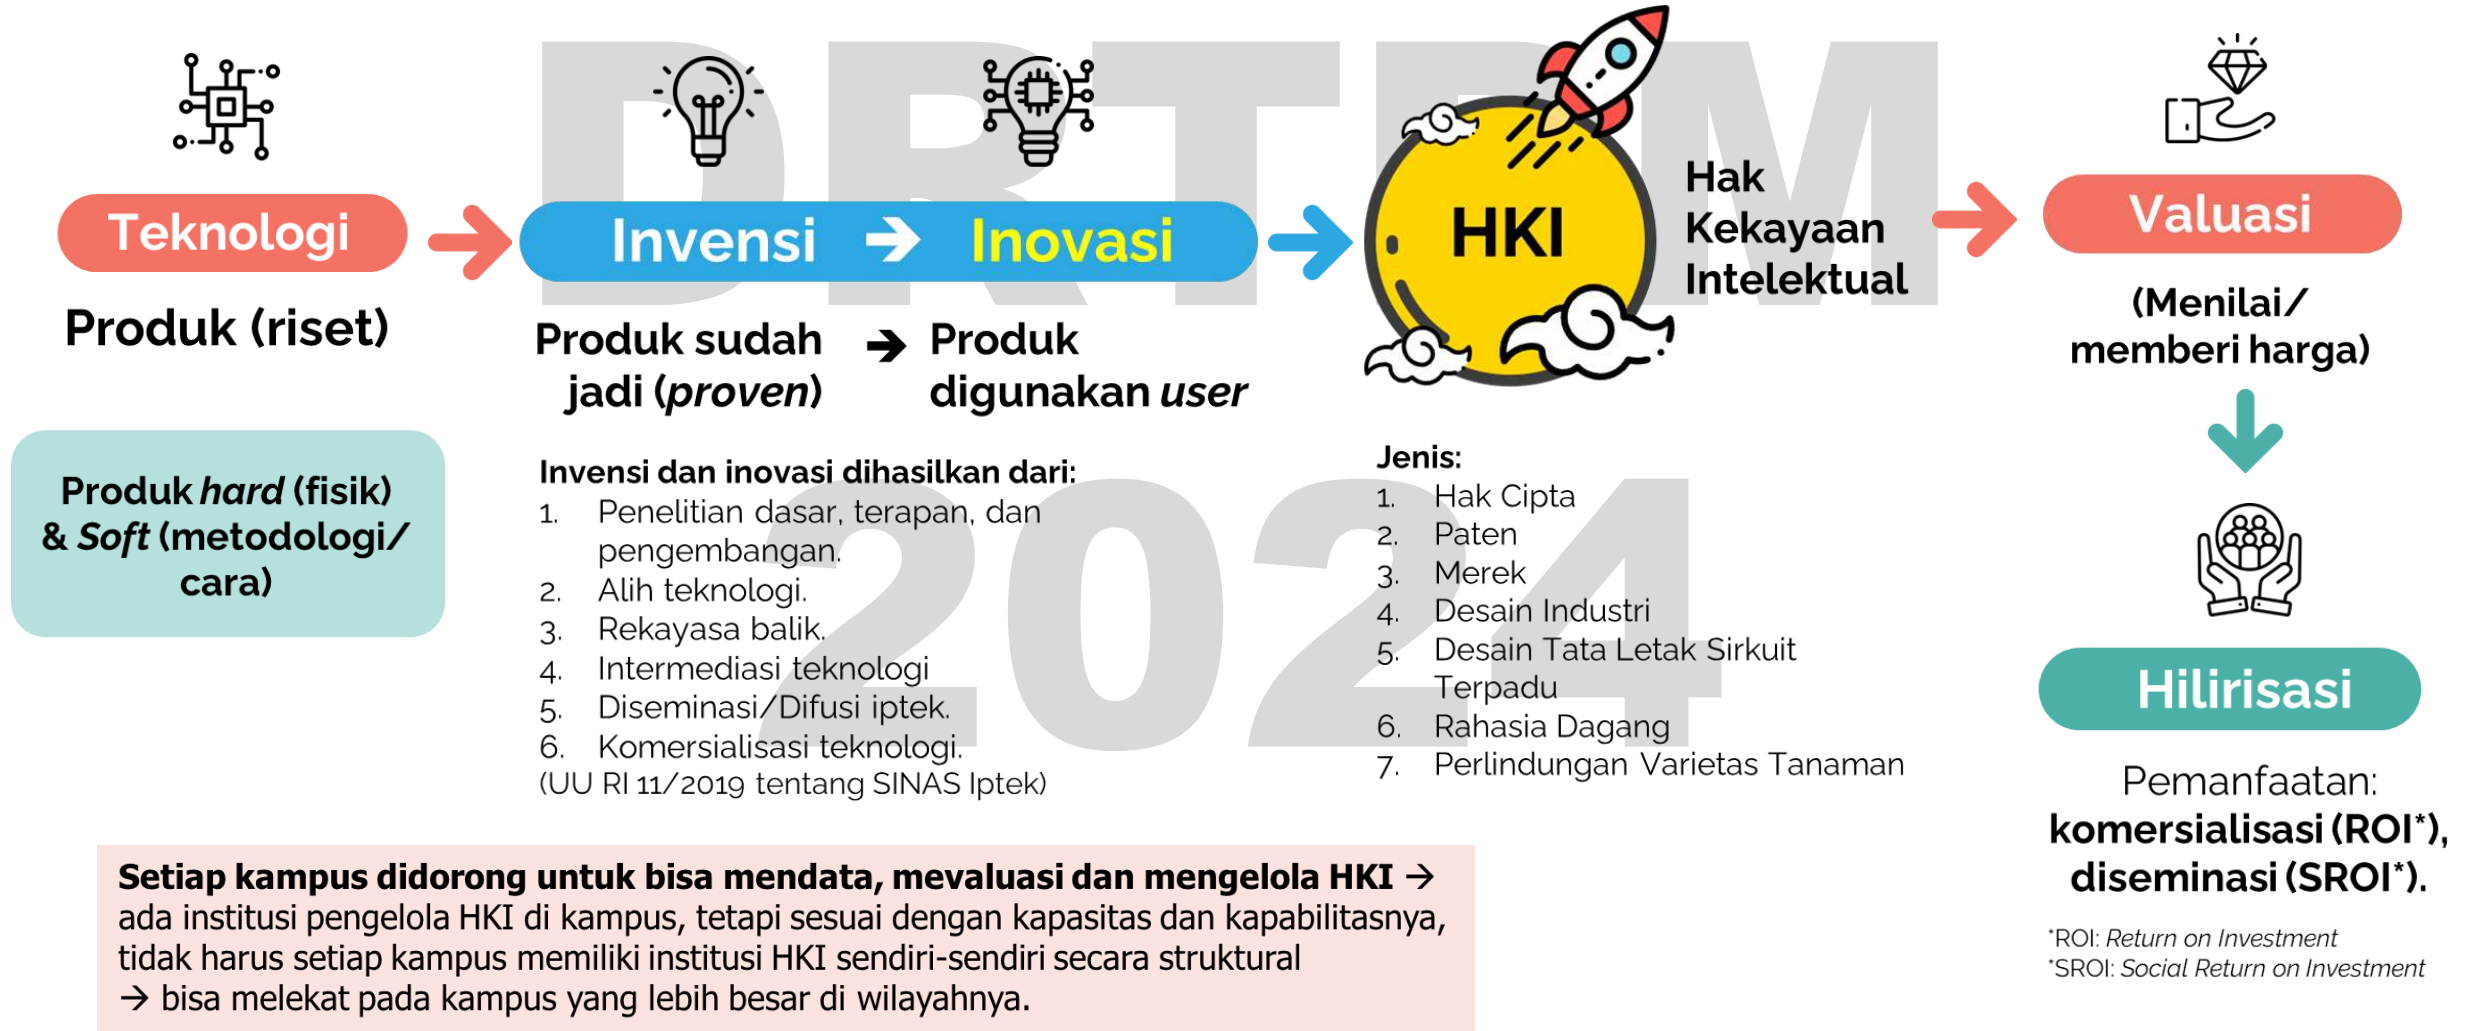 DRTPM
2024
Teknologi
Produk (riset)
Produk hard (fisik)
& Soft (metodologi/
cara)
Invensi → Inovasi
Produk sudah
jadi (proven)
→ Produk
digunakan user
Invensi dan inovasi dihasilkan dari:
1. Penelitian dasar, terapan, dan
pengembangan.
2. Alih teknologi.
3. Rekayasa balik.
4. Intermediasi teknologi
5. Diseminasi/Difusi iptek.
6. Komersialisasi teknologi.
(UU RI 11/2019 tentang SINAS Iptek)
HKI
Hak
Kekayaan
Intelektual
Jenis:
1. Hak Cipta
2. Paten
3. Merek
4. Desain Industri
5. Desain Tata Letak Sirkuit
Terpadu
6. Rahasia Dagang
7. Perlindungan Varietas Tanaman
Valuasi
(Menilai/
memberi harga)
Hilirisasi
Pemanfaatan:
komersialisasi (ROI*),
diseminasi (SROI*).
*ROI: Return on Investment
*SROI: Social Return on Investment
Setiap kampus didorong untuk bisa mendata, mevaluasi dan mengelola HKI →
ada institusi pengelola HKI di kampus, tetapi sesuai dengan kapasitas dan kapabilitasnya,
tidak harus setiap kampus memiliki institusi HKI sendiri-sendiri secara struktural
→ bisa melekat pada kampus yang lebih besar di wilayahnya.